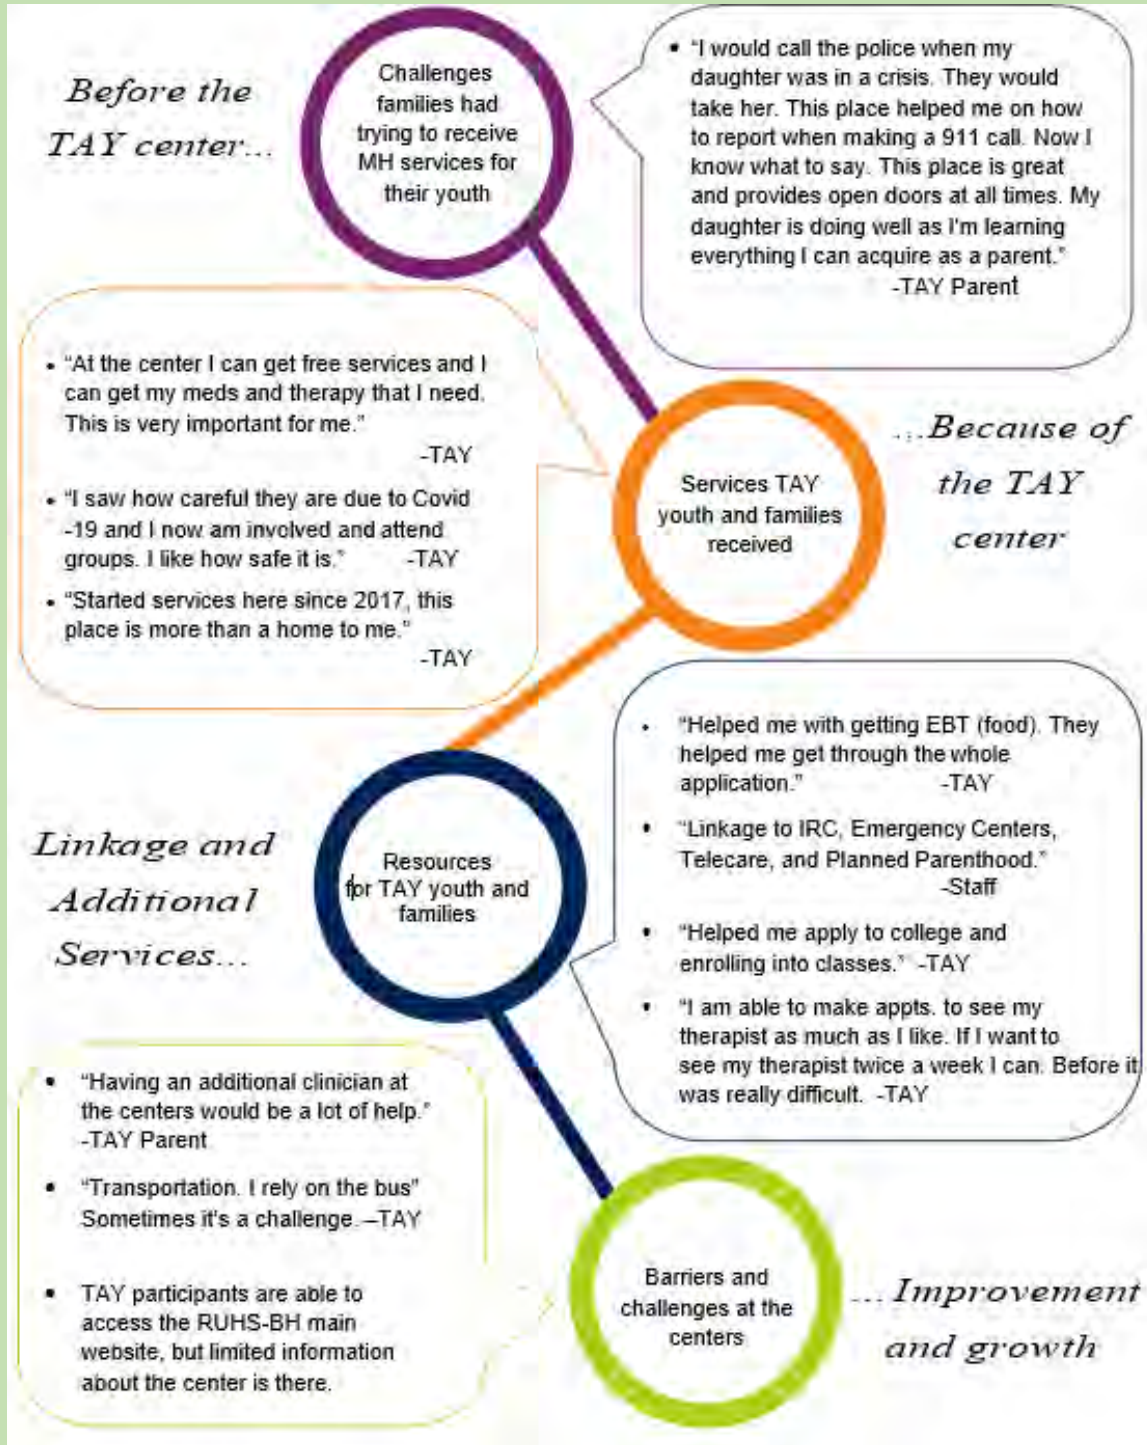 Before the
TAY center...
Challenges
families had
trying to receive
MH services for
their youth
• “I would call the police when my
daughter was in a crisis. They would
take her. This place helped me on how
to report when making a 911 call. Now I
know what to say. This place is great
and provides open doors at all times. My
daughter is doing well as I'm learning
everything I can acquire as a parent.”
-TAY Parent
• “At the center I can get free services and I
can get my meds and therapy that I need.
This is very important for me.”
-TAY
• “I saw how careful they are due to Covid
-19 and I now am involved and attend
groups. I like how safe it is.” -TAY
• “Started services here since 2017, this
place is more than a home to me.”
-TAY
Services TAY
youth and families
received
...Because of
the TAY
center
Linkage and
Additional
Services...
Resources
for TAY youth and
families
• “Helped me with getting EBT (food). They
helped me get through the whole
application.” -TAY
• “Linkage to IRC, Emergency Centers,
Telecare, and Planned Parenthood.”
-Staff
• “Helped me apply to college and
enrolling into classes.” -TAY
• “I am able to make appts. to see my
therapist as much as I like. If I want to
see my therapist twice a week I can. Before it
was really difficult. -TAY
• “Having an additional clinician at
the centers would be a lot of help.”
-TAY Parent
• “Transportation. I rely on the bus”
Sometimes it's a challenge. –TAY
• TAY participants are able to
access the RUHS-BH main
website, but limited information
about the center is there.
Barriers and
challenges at the
centers
...Improvement
and growth